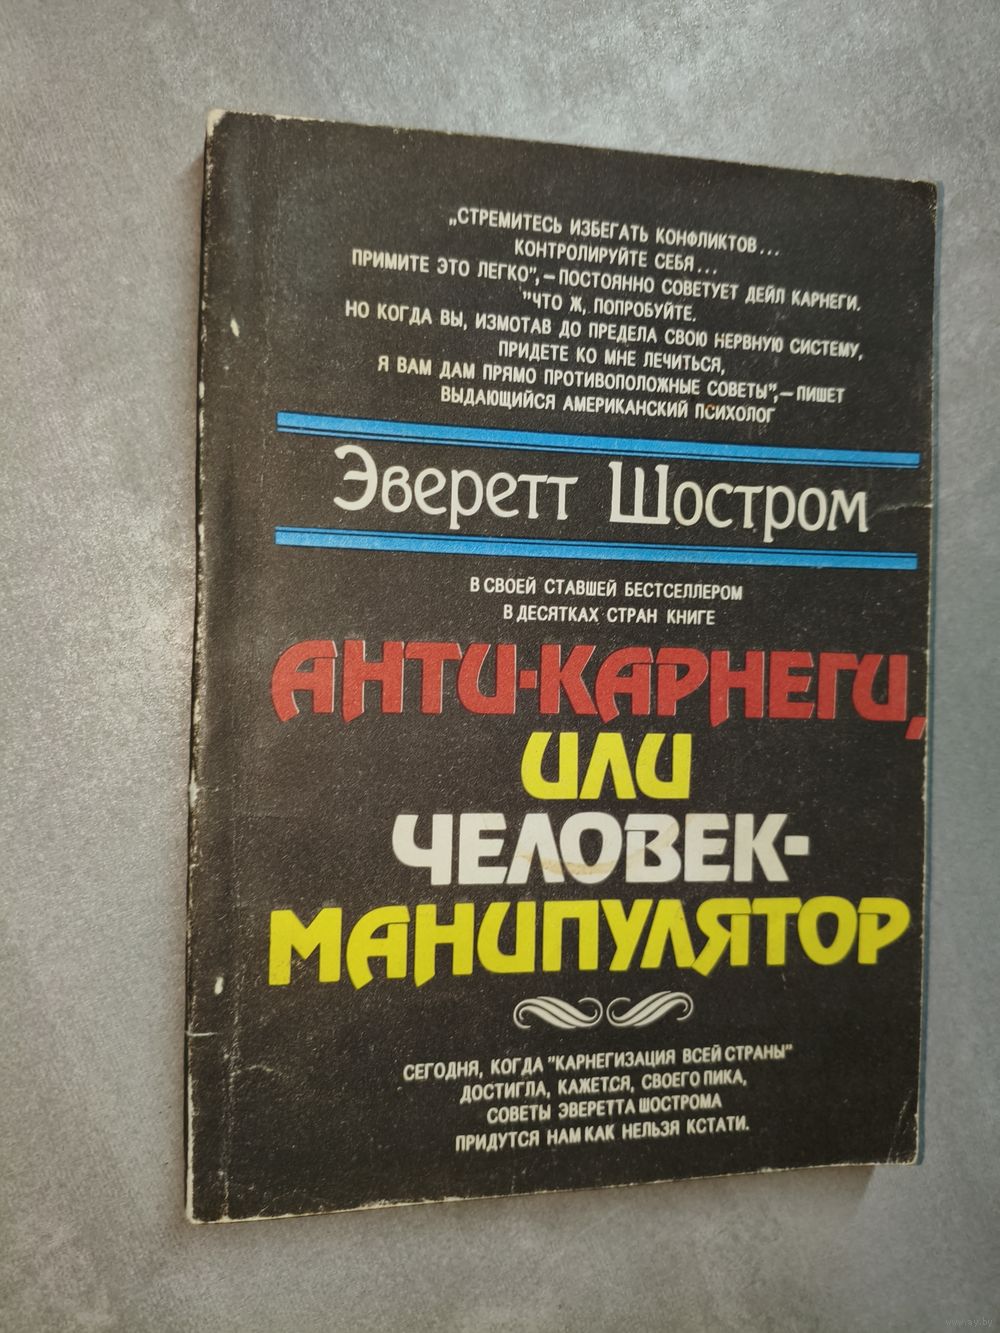 „СТРЕМИТЕСЬ ИЗБЕГАТЬ КОНФЛИКТОВ...
КОНТРОЛИРУЙТЕ СЕБЯ...
ПРИМИТЕ ЭТО ЛЕГКО”, – ПОСТОЯННО СОВЕТУЕТ ДЕЙЛ КАРНЕГИ.
”ЧТО Ж, ПОПРОБУЙТЕ.
НО КОГДА ВЫ, ИЗМОТАВ ДО ПРЕДЕЛА СВОЮ НЕРВНУЮ СИСТЕМУ,
ПРИДЕТЕ КО МНЕ ЛЕЧИТЬСЯ,
Я ВАМ ДАМ ПРЯМО ПРОТИВОПОЛОЖНЫЕ СОВЕТЫ”, – ПИШЕТ
ВЫДАЮЩИЙСЯ АМЕРИКАНСКИЙ ПСИХОЛОГ
Эверетт Шостром
В СВОЕЙ СТАВШЕЙ БЕСТСЕЛЛЕРОМ
В ДЕСЯТКАХ СТРАН КНИГЕ
АНТИ-КАРНЕГИ,
ИЛИ
ЧЕЛОВЕК-
МАНИПУЛЯТОР
СЕГОДНЯ, КОГДА "КАРНЕГИЗАЦИЯ ВСЕЙ СТРАНЫ"
ДОСТИГЛА, КАЖЕТСЯ, СВОЕГО ПИКА,
СОВЕТЫ ЭВЕРЕТТА ШОСТРОМА
ПРИДУТСЯ НАМ КАК НЕЛЬЗЯ КСТАТИ.
www.ay.by